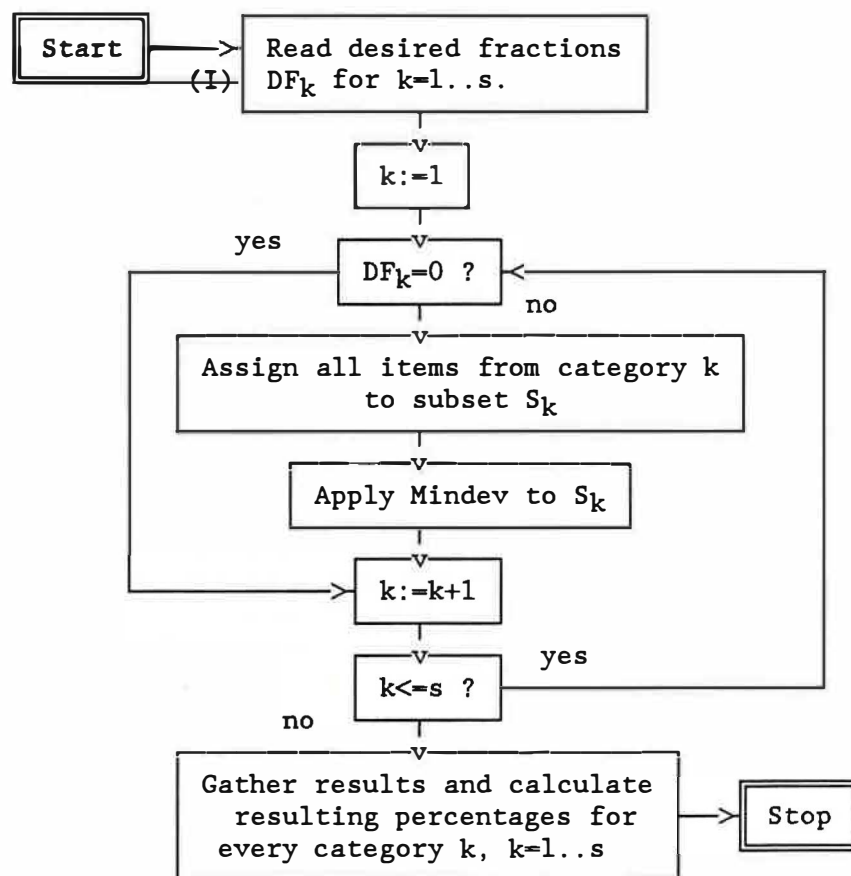 Start
Read desired fractions
(I)
DFk for k=1..s.
k:=1
yes
DFk=0 ?
no
Assign all items from category k
to subset Sk
Apply Mindev to Sk
k:=k+1
k<=s ?
yes
no
Gather results and calculate
resulting percentages for
every category k, k=1..s
Stop